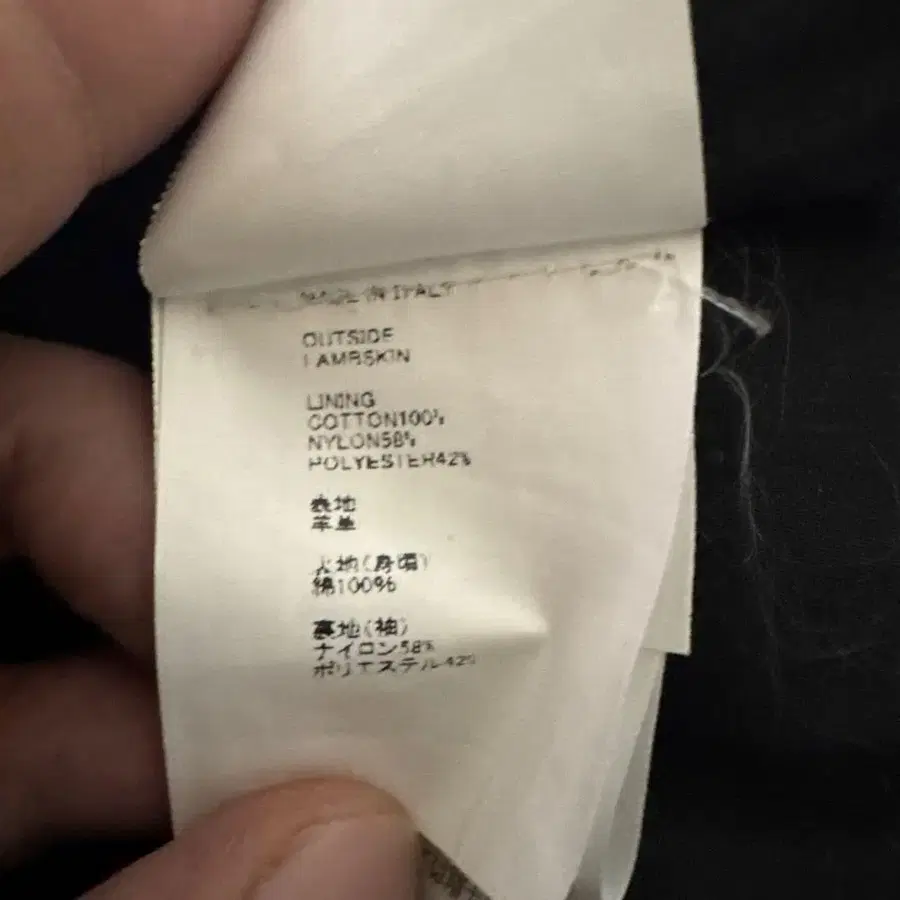 MADE IN ITALY
OUTSIDE
LAMBSKIN
LINING
COTTON100%
NYLON58%
POLYESTER42%
表地
羊革
裏地(身頃)
綿100%
裏地(袖)
ナイロン58%
ポリエステル42%